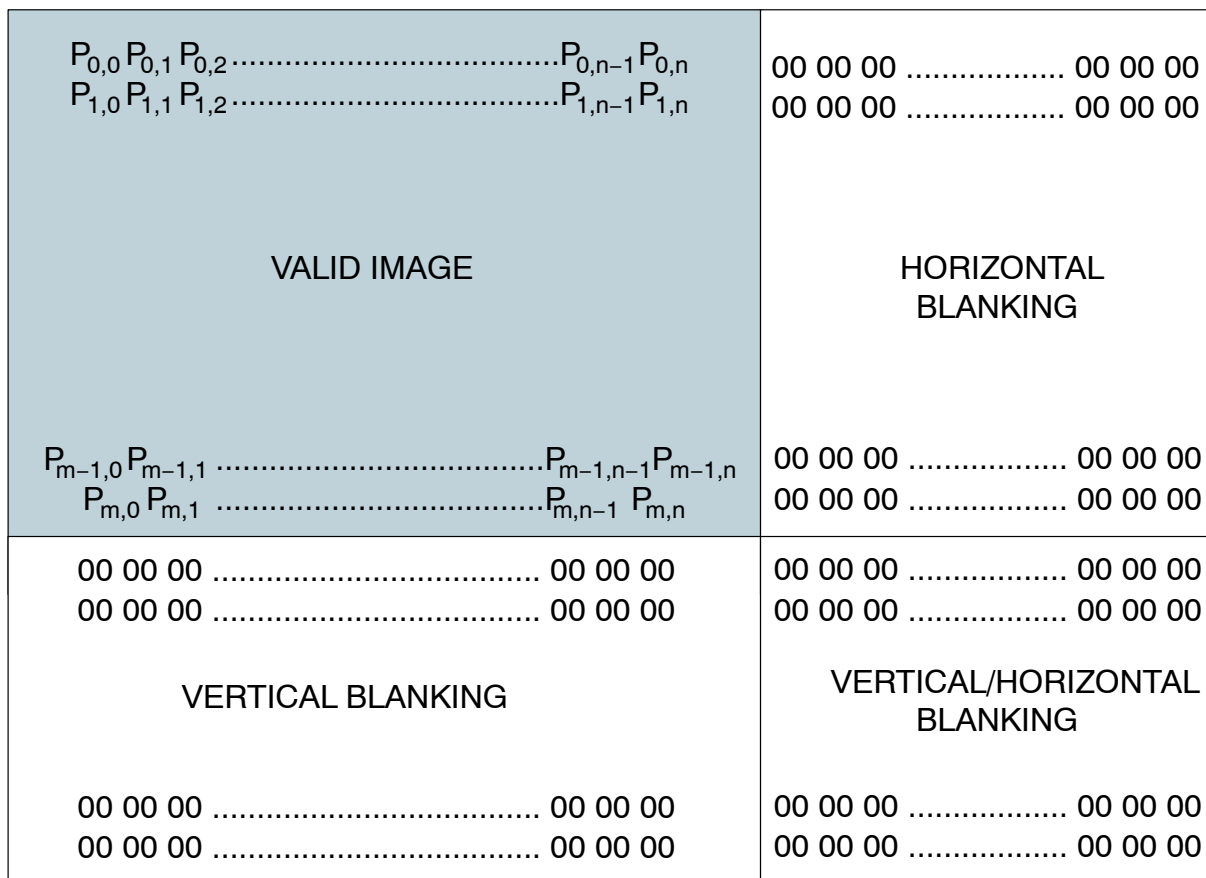 P0,0 P0,1 P0,2.....................................P0,n−1 P0,n
P1,0 P1,1 P1,2.....................................P1,n−1 P1,n
VALID IMAGE
Pm−1,0 Pm−1,1 .....................................Pm−1,n−1 Pm−1,n
Pm,0 Pm,1 .....................................Pm,n−1 Pm,n
00 00 00 .................. 00 00 00
00 00 00 .................. 00 00 00
HORIZONTAL
BLANKING
00 00 00 .................. 00 00 00
00 00 00 .................. 00 00 00
00 00 00 ..................................... 00 00 00
00 00 00 ..................................... 00 00 00
VERTICAL BLANKING
00 00 00 ..................................... 00 00 00
00 00 00 ..................................... 00 00 00
00 00 00 .................. 00 00 00
00 00 00 .................. 00 00 00
VERTICAL/HORIZONTAL
BLANKING
00 00 00 .................. 00 00 00
00 00 00 .................. 00 00 00